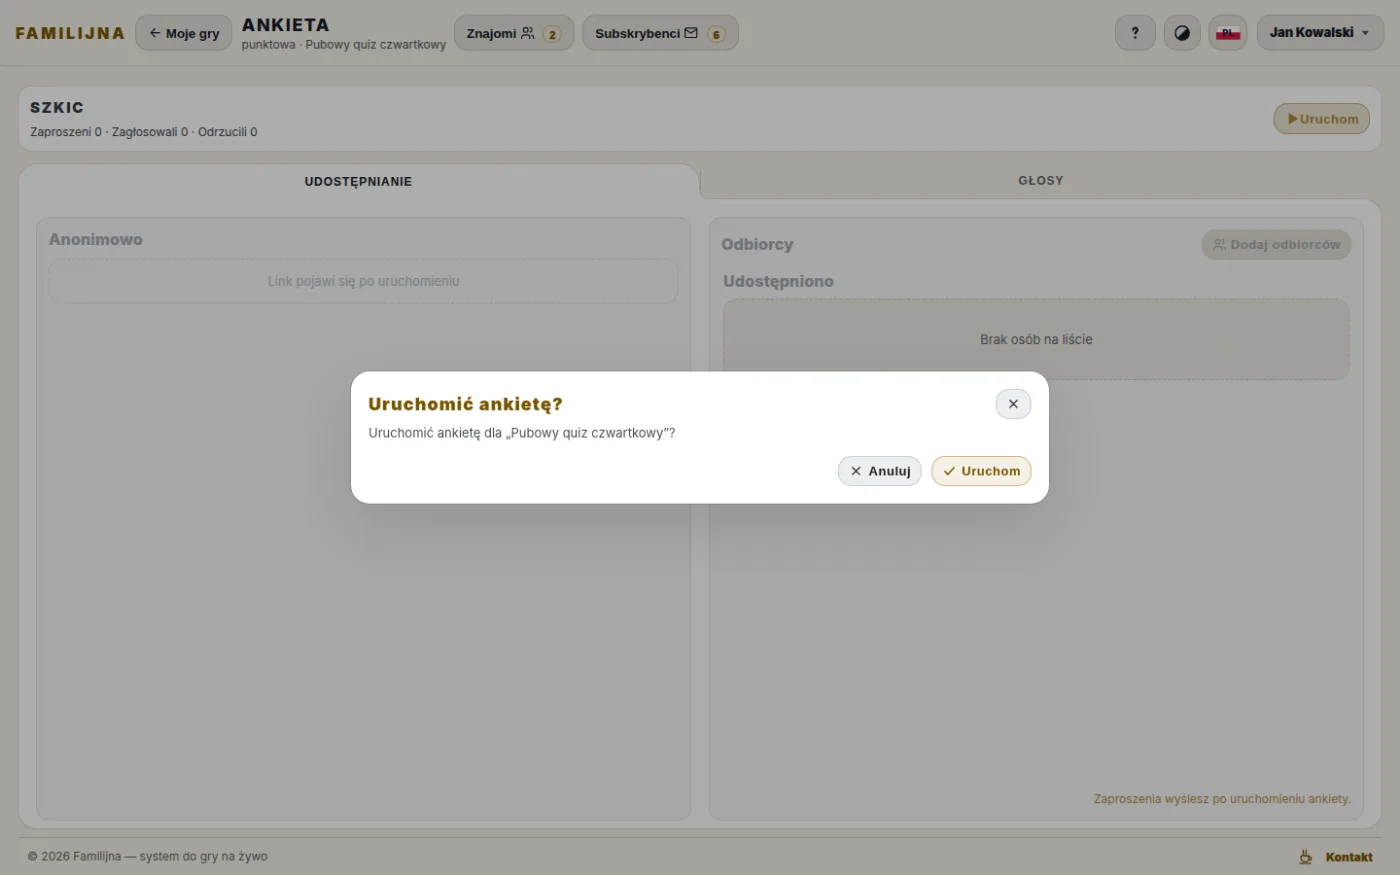 FAMILIJNA
← Moje gry
ANKIETA
punktowa · Pubowy quiz czwartkowy
Znajomi 2
Subskrybenci 6
?
PL
Jan Kowalski
SZKIC
Zaproszeni 0 · Zagłosowali 0 · Odrzucili 0
Uruchom
UDOSTĘPNIANIE
GŁOSY
Anonimowo
Link pojawi się po uruchomieniu
Odbiorcy
Dodaj odbiorców
Udostępniono
Brak osób na liście
Uruchomić ankietę?
Uruchomić ankietę dla „Pubowy quiz czwartkowy”?
Anuluj
Uruchom
Zaproszenia wyślesz po uruchomieniu ankiety.
© 2026 Familijna — system do gry na żywo
Kontakt